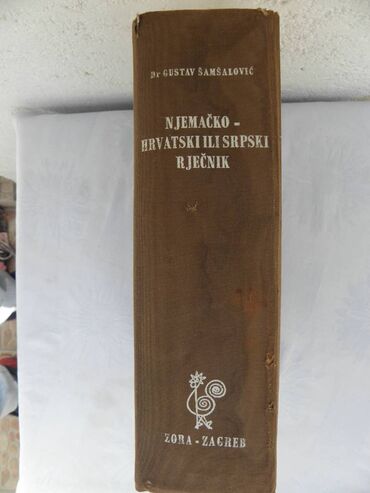 Dr GUSTAV ŠAMŠALOVIĆ
NJEMAČKO -
HRVATSKI ILI SRPSKI
RJEČNIK
ZORA - ZAGREB